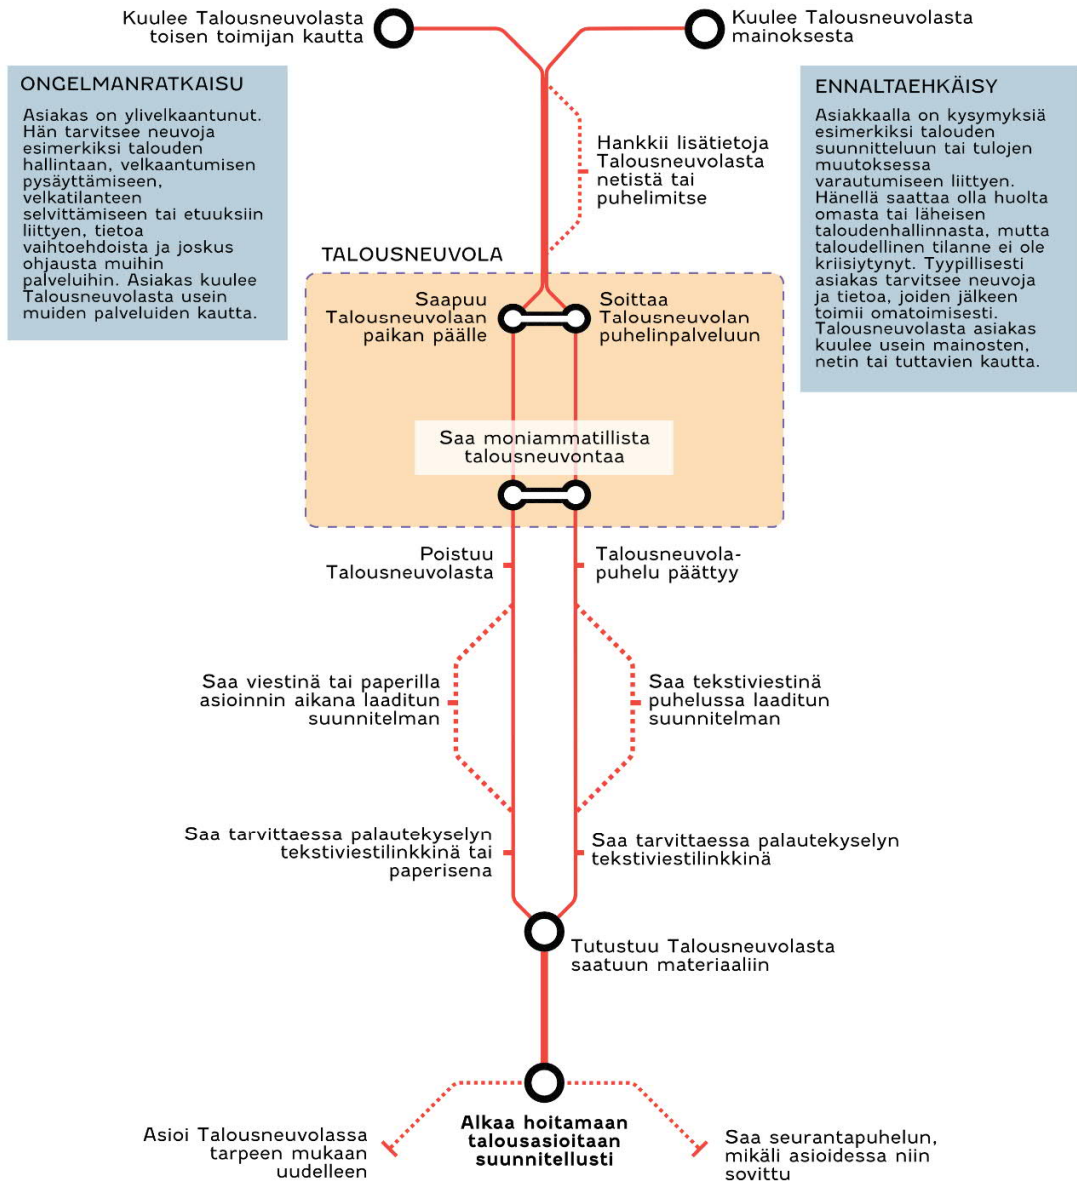 Kuulee Talousneuvolasta
toisen toimijan kautta
Kuulee Talousneuvolasta
mainoksesta
ONGELMANRATKAISU
Asiakas on ylivelkaantunut.
Hän tarvitsee neuvoja
esimerkiksi talouden
hallintaan, velkaantumisen
pysäyttämiseen,
velkatilanteen
selvittämiseen tai etuuksiin
liittyen, tietoa
vaihtoehdoista ja joskus
ohjausta muihin
palveluihin. Asiakas kuulee
Talousneuvolasta usein
muiden palveluiden kautta.
ENNALTAEHKÄISY
Asiakkaalla on kysymyksiä
esimerkiksi talouden
suunnitteluun tai tulojen
muutoksessa
varautumiseen liittyen.
Hänellä saattaa olla huolta
omasta tai läheisen
taloudenhallinnasta, mutta
taloudellinen tilanne ei ole
kriisiytynyt. Tyypillisesti
asiakas tarvitsee neuvoja
ja tietoa, joiden jälkeen
toimii omatoimisesti.
Talousneuvolasta asiakas
kuulee usein mainosten,
netin tai tuttavien kautta.
Hankkii lisätietoja
Talousneuvolasta
netistä tai
puhelimitse
TALOUSNEUVOLA
Saapuu
Talousneuvolaan
paikan päälle
Soittaa
Talousneuvolan
puhelinpalveluun
Saa moniammatillista
talousneuvontaa
Poistuu
Talousneuvolasta
Talousneuvola-
puhelu päättyy
Saa viestinä tai paperilla
asioinnin aikana laaditun
suunnitelman
Saa tekstiviestinä
puhelussa laaditun
suunnitelman
Saa tarvittaessa palautekyselyn
tekstiviestilinkkinä tai
paperisena
Saa tarvittaessa palautekyselyn
tekstiviestilinkkinä
Tutustuu Talousneuvolasta
saatuun materiaaliin
Alkaa hoitamaan
talousasioitaan
suunnitellusti
Asioi Talousneuvolassa
tarpeen mukaan
uudelleen
Saa seurantapuhelun,
mikäli asioidessa niin
sovittu